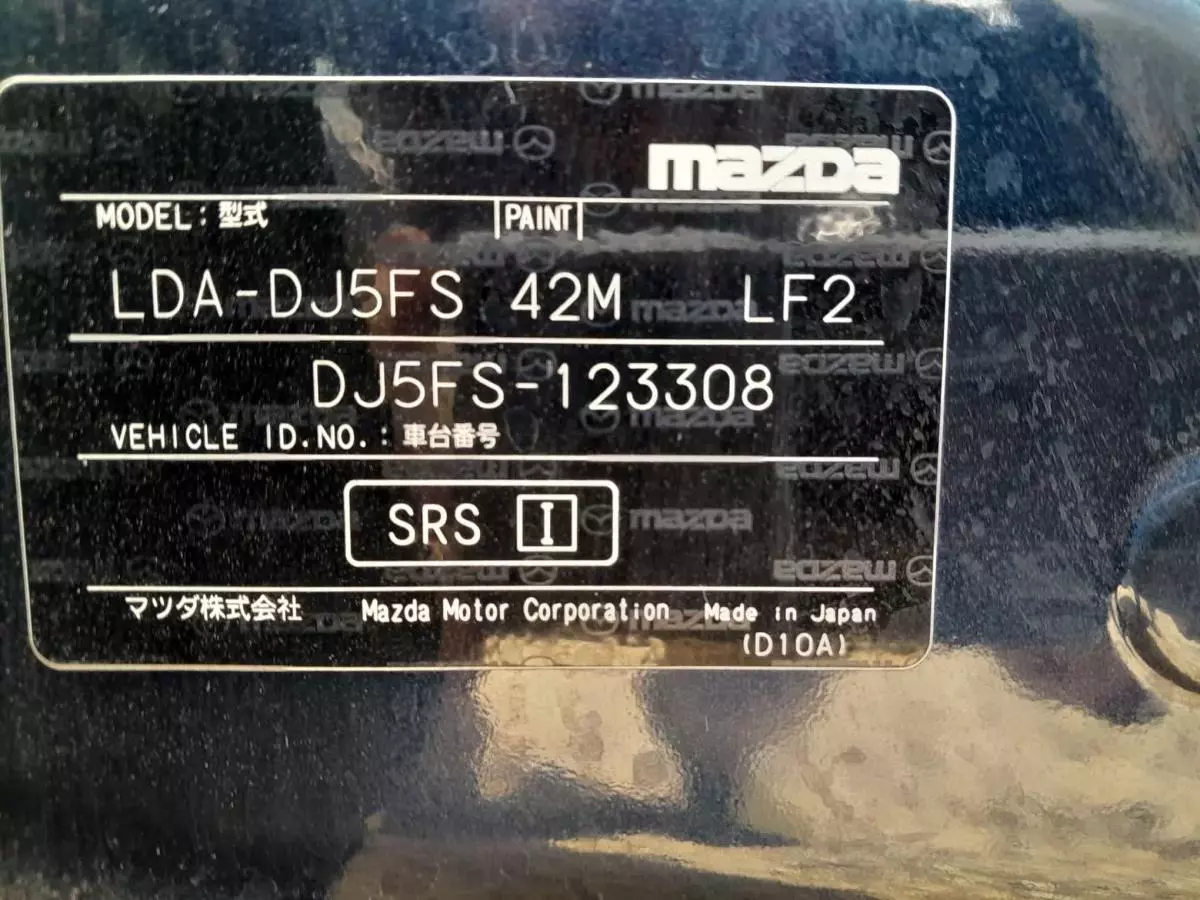 mazda
MODEL: 型式 PAINT
LDA-DJ5FS 42M LF2
DJ5FS-123308
VEHICLE ID.NO.: 車台番号
SRS I
マツダ株式会社 Mazda Motor Corporation Made in Japan
(D10A)